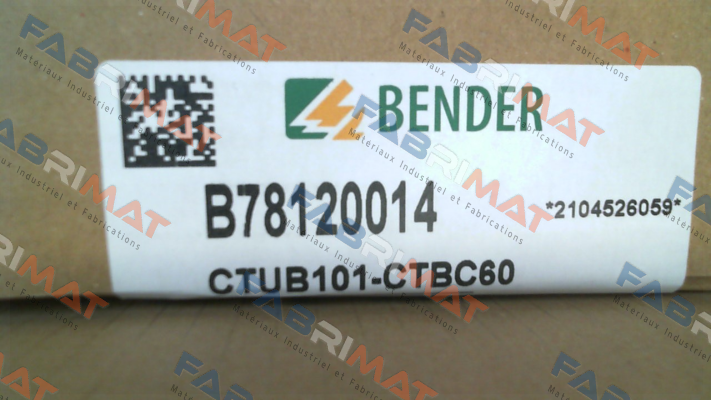 BENDER
B78120014
*2104526059*
CTUB101-CTBC60
FABRIMAT
Materiaux Industriel et Fabrications